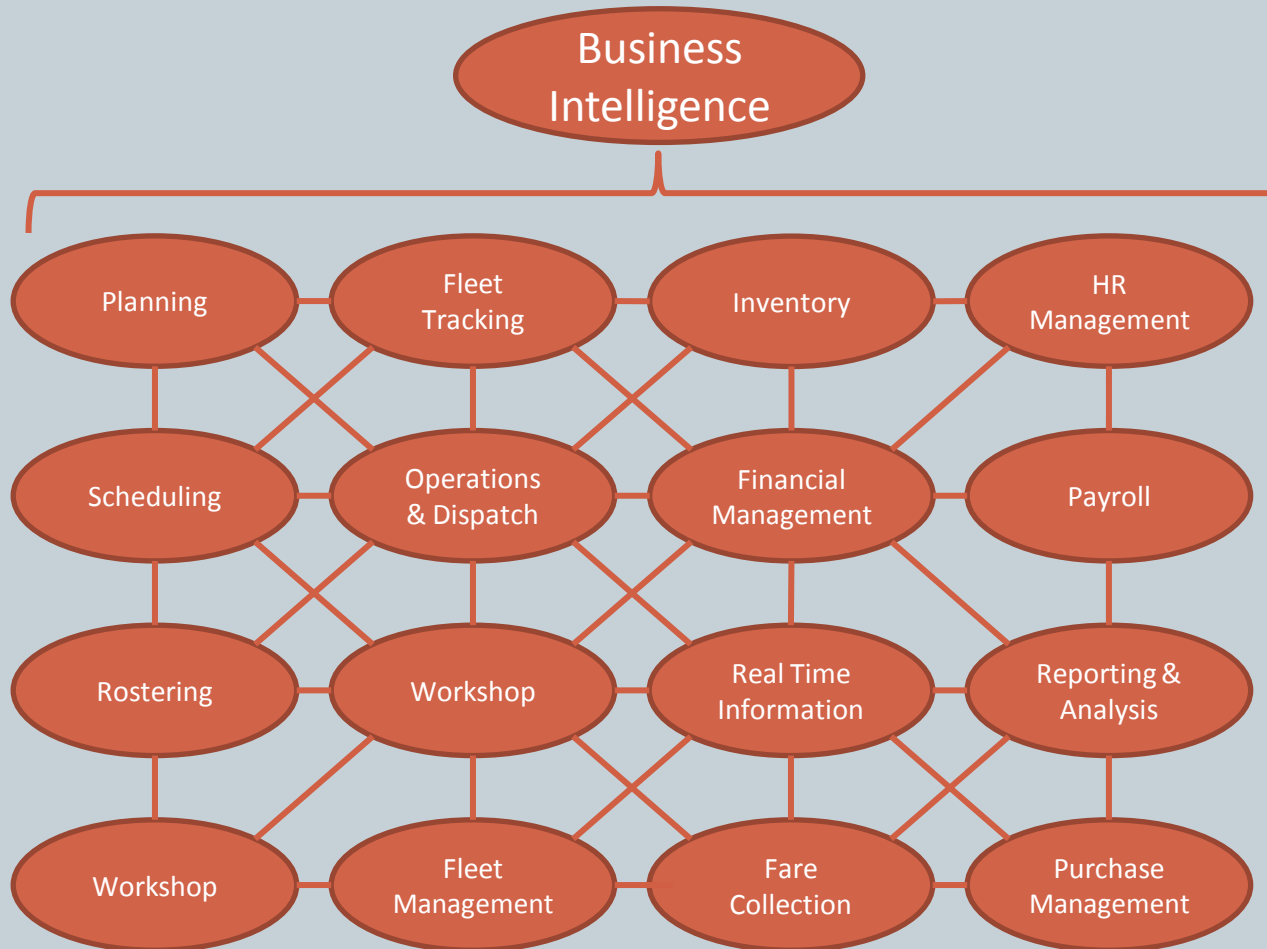 Business
Intelligence
Planning
Fleet
Tracking
Inventory
HR
Management
Scheduling
Operations
& Dispatch
Financial
Management
Payroll
Rostering
Workshop
Real Time
Information
Reporting &
Analysis
Workshop
Fleet
Management
Fare
Collection
Purchase
Management